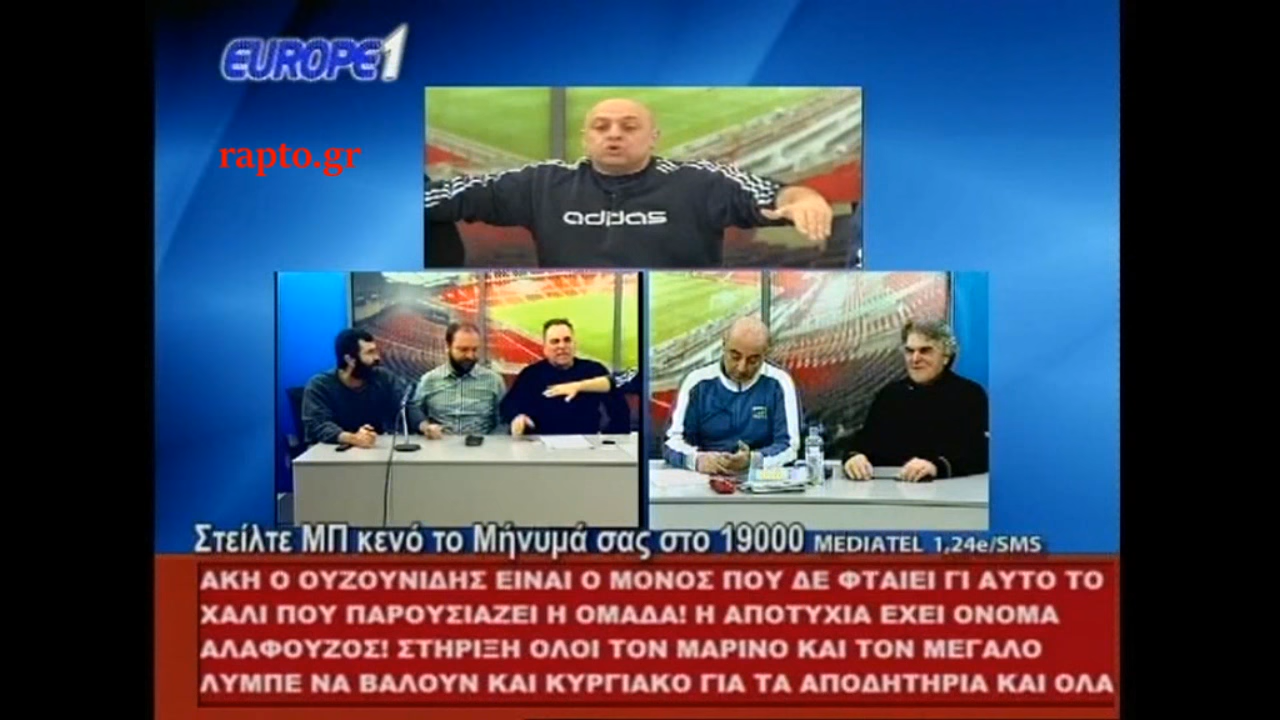 EUROPE1
rapto.gr
adidas
Στείλτε ΜΠ κενό το Μήνυμά σας στο 19000 MEDIATEL 1,24e/SMS
ΑΚΗ Ο ΟΥΖΟΥΝΙΔΗΣ ΕΙΝΑΙ Ο ΜΟΝΟΣ ΠΟΥ ΔΕ ΦΤΑΙΕΙ ΓΙ ΑΥΤΟ ΤΟ
ΧΑΛΙ ΠΟΥ ΠΑΡΟΥΣΙΑΖΕΙ Η ΟΜΑΔΑ! Η ΑΠΟΤΥΧΙΑ ΕΧΕΙ ΟΝΟΜΑ
ΑΛΑΦΟΥΖΟΣ! ΣΤΗΡΙΞΗ ΟΛΟΙ ΤΟΝ ΜΑΡΙΝΟ ΚΑΙ ΤΟΝ ΜΕΓΑΛΟ
ΛΥΜΠΕ ΝΑ ΒΑΛΟΥΝ ΚΑΙ ΚΥΡΓΙΑΚΟ ΓΙΑ ΤΑ ΑΠΟΔΗΤΗΡΙΑ ΚΑΙ ΟΛΑ